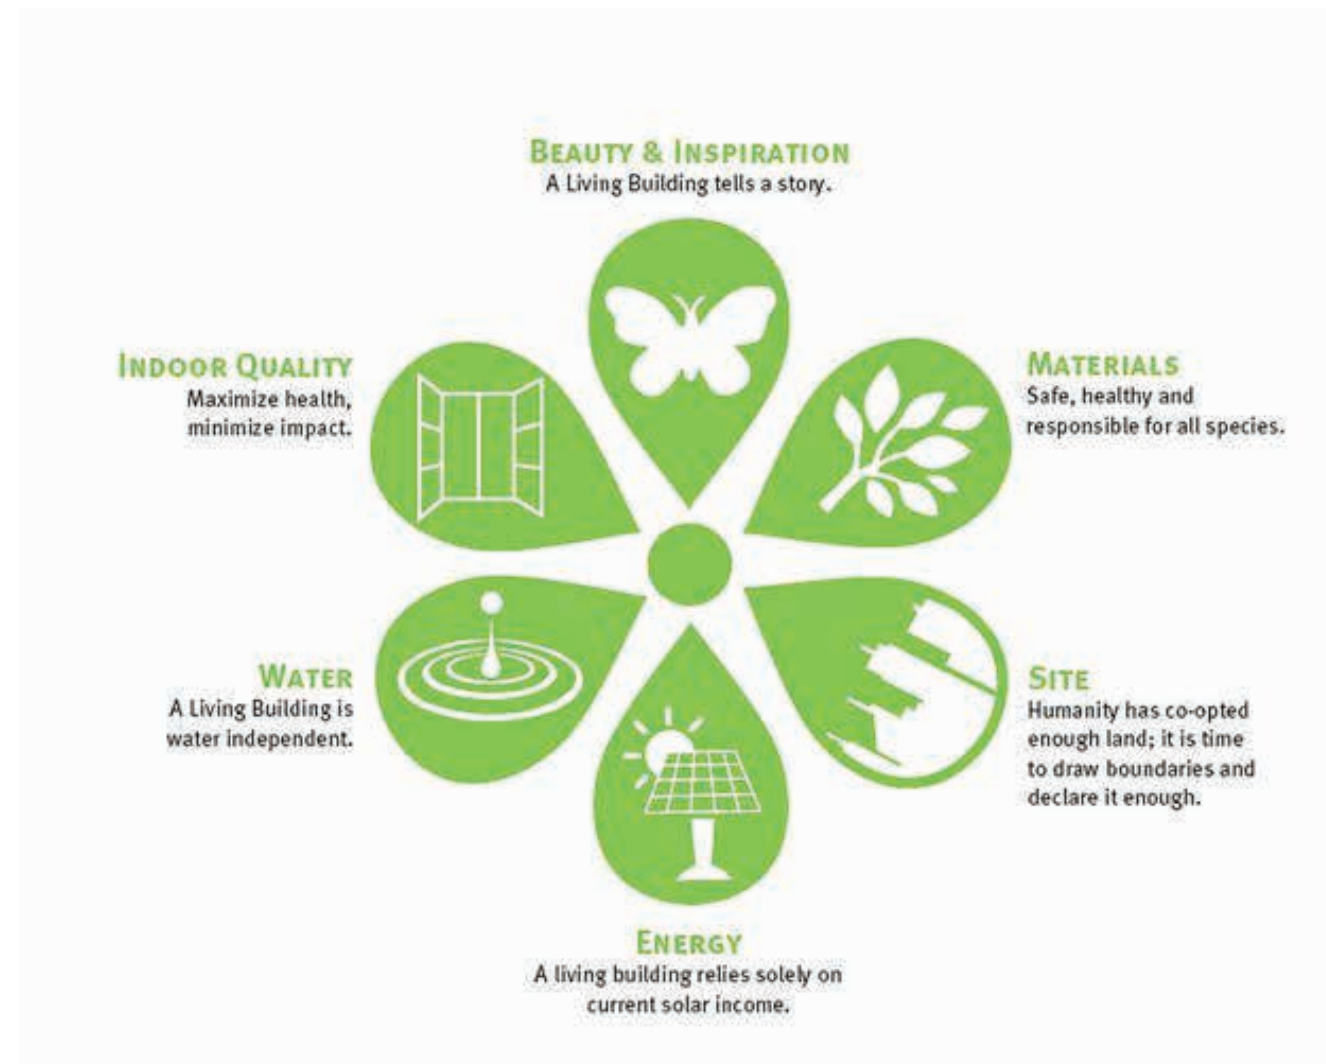 BEAUTY & INSPIRATION
A Living Building tells a story.
INDOOR QUALITY
Maximize health,
minimize impact.
MATERIALS
Safe, healthy and
responsible for all species.
WATER
A Living Building is
water independent.
SITE
Humanity has co-opted
enough land; it is time
to draw boundaries and
declare it enough.
ENERGY
A living building relies solely on
current solar income.